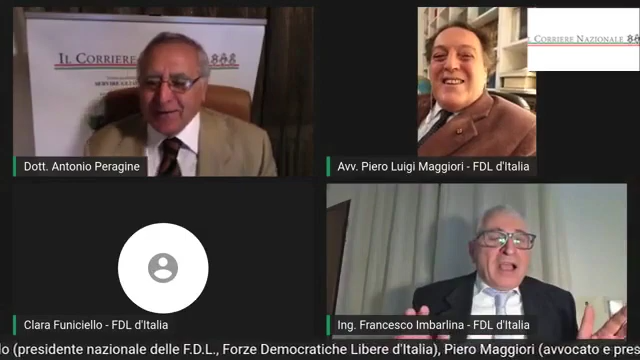 IL CORRIERE
Dott. Antonio Peragine
CORRIERE NAZIONALE
Avv. Piero Luigi Maggiori - FDL d'Italia
Clara Funiciello - FDL d'Italia
Ing. Francesco Imbarlina - FDL d'Italia
lo (presidente nazionale delle F.D.L., Forze Democratiche Libere d'Italia), Piero Maggiori (avvocato e pres